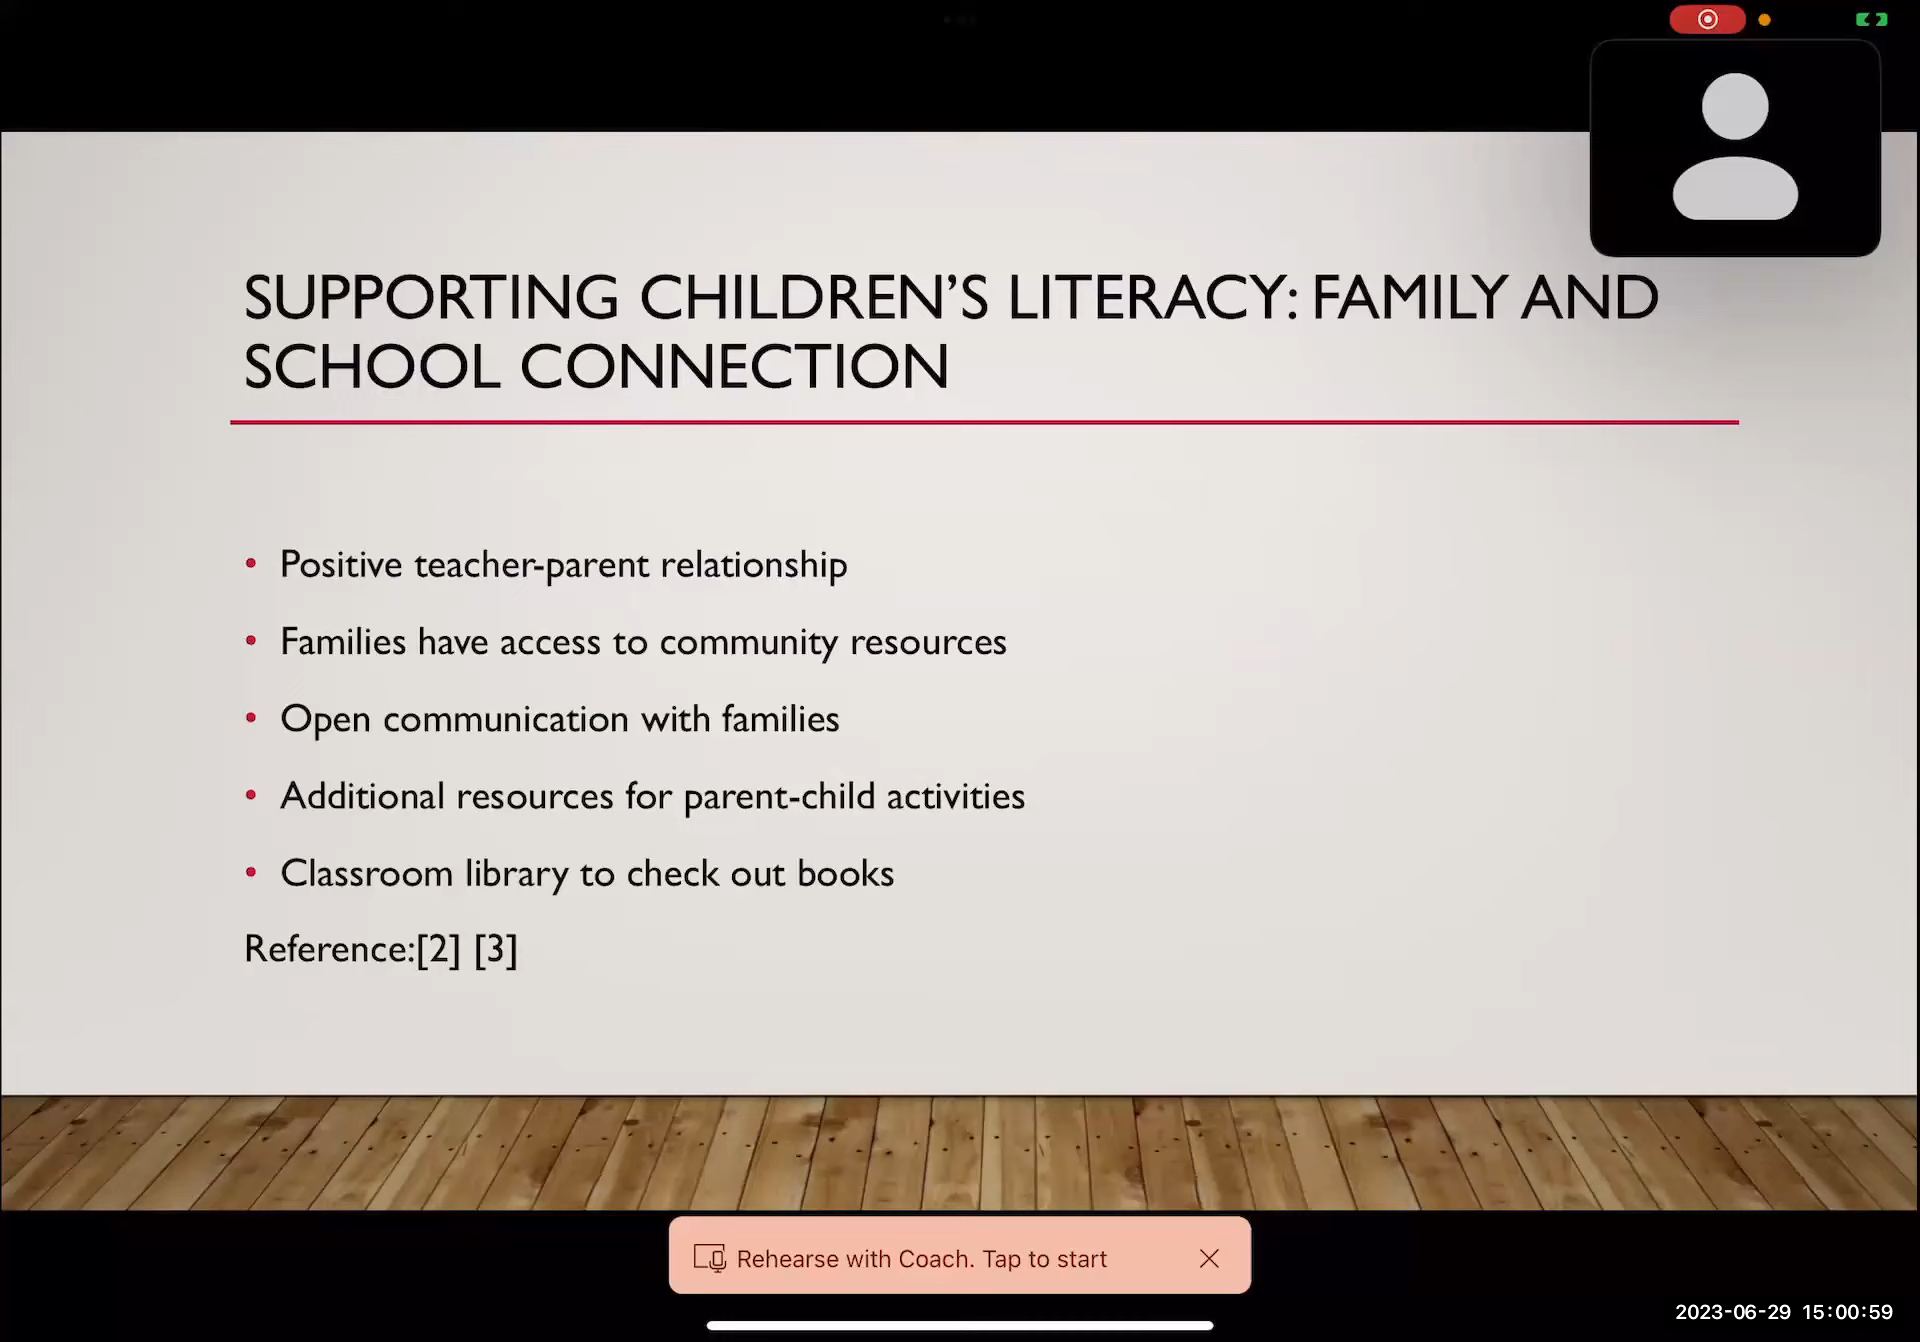 SUPPORTING CHILDREN’S LITERACY: FAMILY AND
SCHOOL CONNECTION
• Positive teacher-parent relationship
• Families have access to community resources
• Open communication with families
• Additional resources for parent-child activities
• Classroom library to check out books
Reference:[2] [3]
Rehearse with Coach. Tap to start
2023-06-29 15:00:59